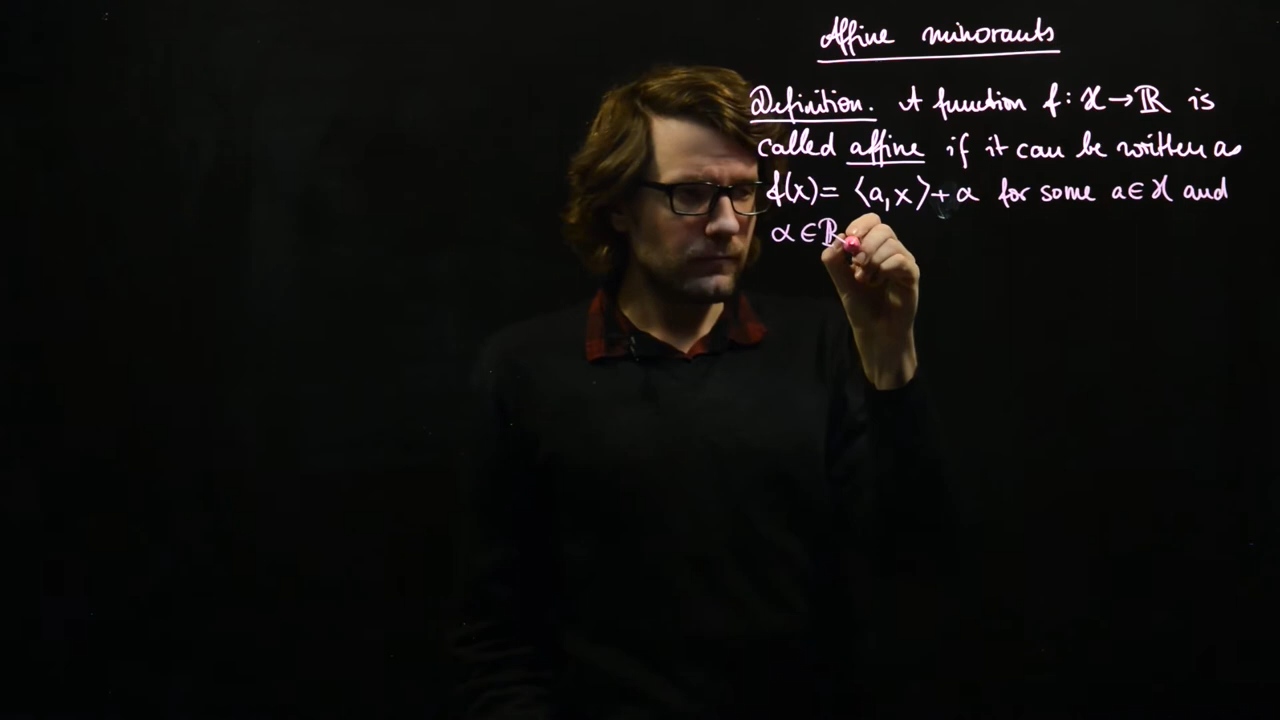 Affine minorants
Definition. A function f: 𝓗 → ℝ is
called affine if it can be written as
f(x) = ⟨a, x⟩ + α for some a ∈ 𝓗 and
α ∈ ℝ